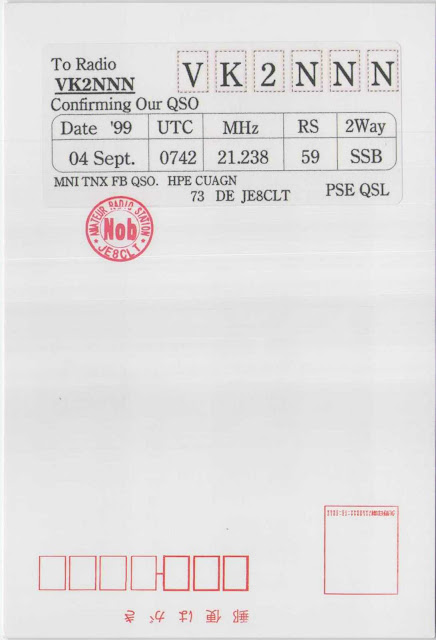 To Radio
VK2NNN
V K 2 N N N
Confirming Our QSO
Date '99 UTC MHz RS 2Way
04 Sept. 0742 21.238 59 SSB
MNI TNX FB QSO. HPE CUAGN
73 DE JE8CLT
PSE QSL
AMATEUR RADIO STATION
Nob
* JE8CLT *
郵便はがき